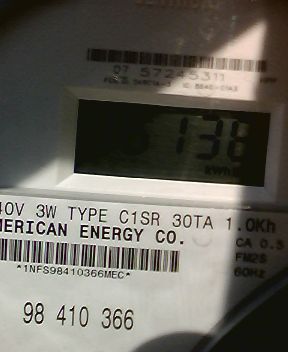 07 57245311
138
kWh
40V 3W TYPE C1SR 30TA 1.0Kh
MERICAN ENERGY CO.
CA 0.5
*1NFS98410366MEC*
FM2S
60Hz
98 410 366